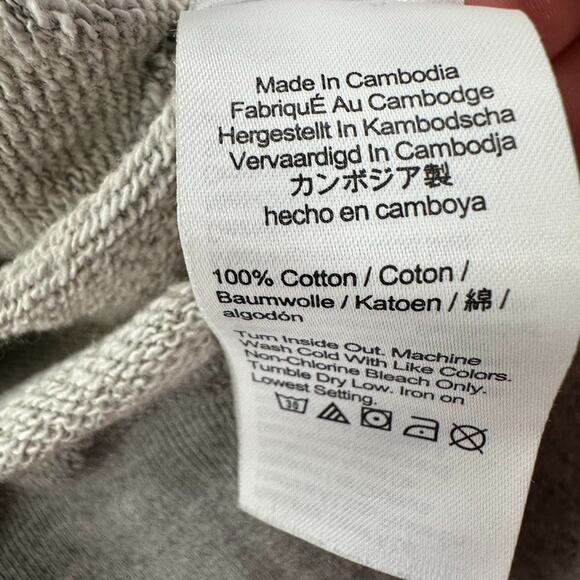 Made In Cambodia
FabriquÉ Au Cambodge
Hergestellt In Kambodscha
Vervaardigd In Cambodja
カンボジア製
hecho en camboya
100% Cotton / Coton /
Baumwolle / Katoen / 綿 /
algodón
Turn Inside Out. Machine
Wash Cold With Like Colors.
Non-Chlorine Bleach Only.
Tumble Dry Low. Iron on
Lowest Setting.
30